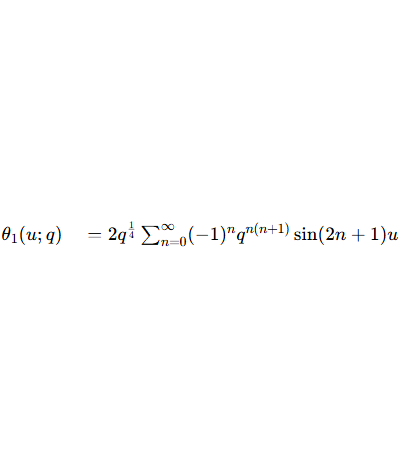 θ₁(u; q) = 2q^{1/4} ∑_{n=0}^{∞} (−1)^n q^{n(n+1)} sin(2n + 1)u